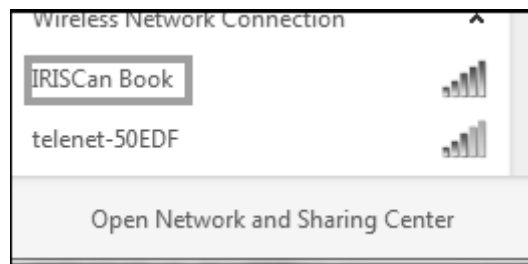 Wireless Network Connection
IRISCan Book
telenet-50EDF
Open Network and Sharing Center